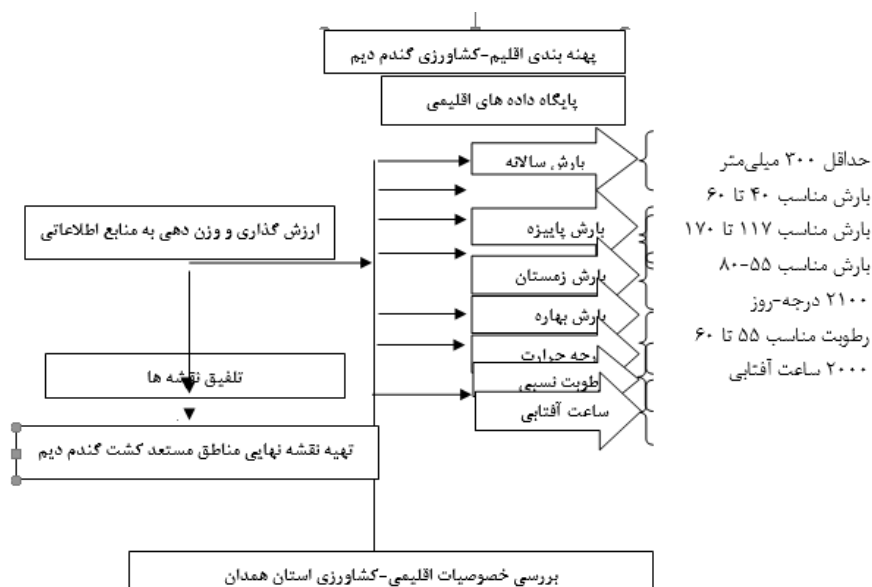 پهنه بندی اقلیم-کشاورزی گندم دیم
پایگاه داده های اقلیمی
بارش سالانه
حداقل ۳۰۰ میلی‌متر
بارش مناسب ۴۰ تا ۶۰
بارش پاییزه
بارش مناسب ۱۱۷ تا ۱۷۰
ارزش گذاری و وزن دهی به منابع اطلاعاتی
بارش زمستان
بارش مناسب ۵۵-۸۰
بارش بهاره
۲۱۰۰ درجه-روز
حرارت
رطوبت مناسب ۵۵ تا ۶۰
نسبی
۲۰۰۰ ساعت آفتابی
تلفیق نقشه ها
ساعت آفتابی
تهیه نقشه نهایی مناطق مستعد کشت گندم دیم
بررسی خصوصیات اقلیمی-کشاورزی استان همدان